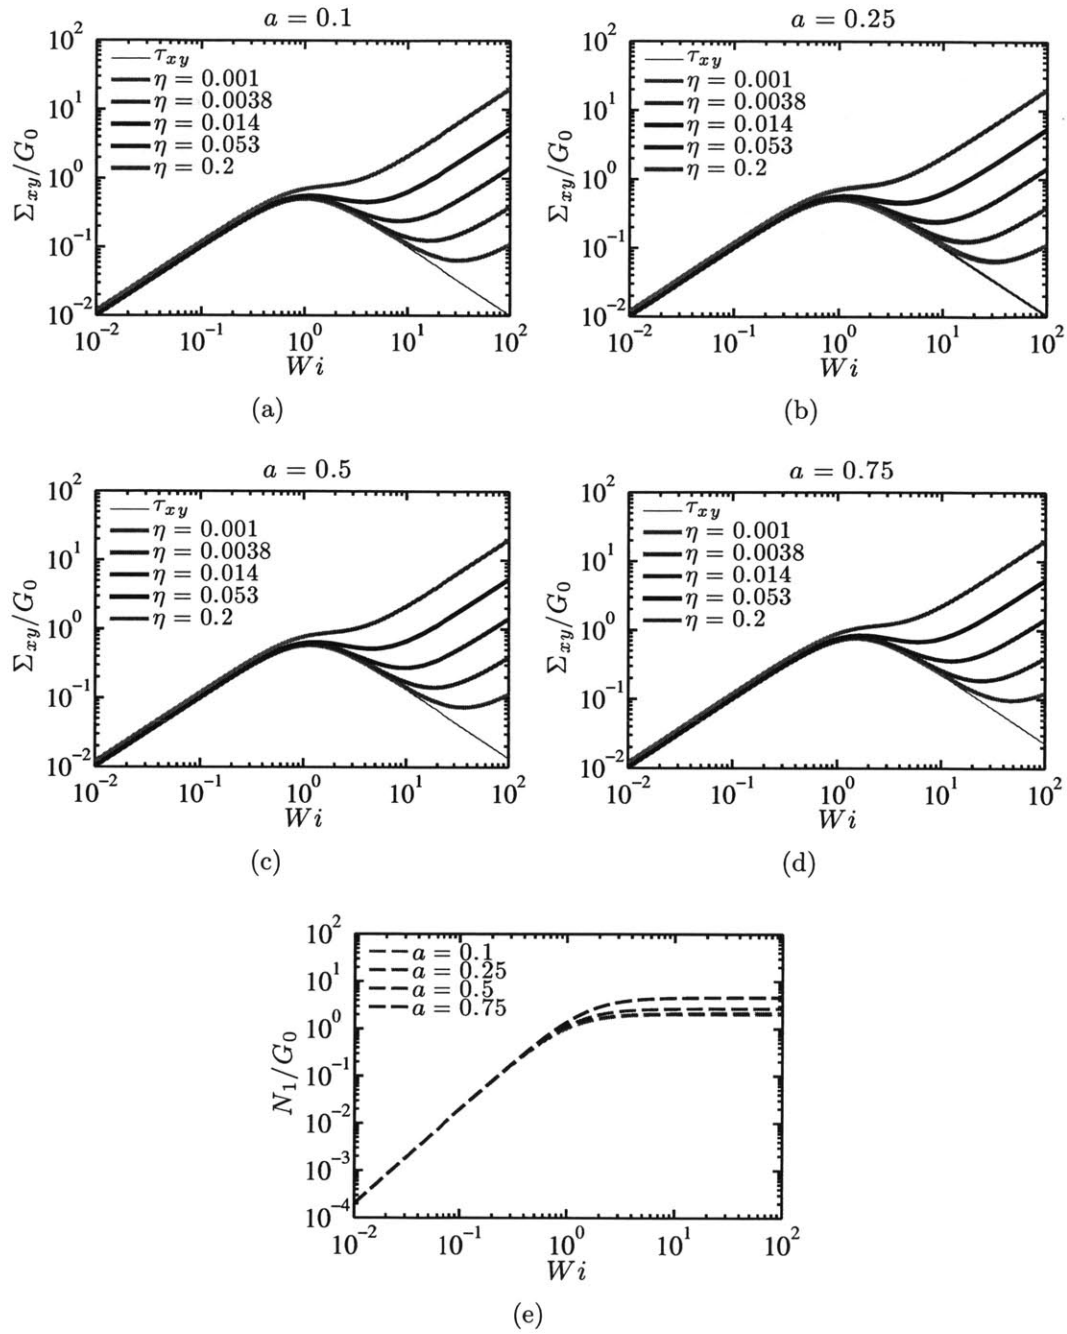 a = 0.1
Σxy/G0
10^2
10^1
10^0
10^-1
10^-2
τxy
η = 0.001
η = 0.0038
η = 0.014
η = 0.053
η = 0.2
10^-2 10^-1 10^0 10^1 10^2
Wi
(a)
a = 0.25
Σxy/G0
10^2
10^1
10^0
10^-1
10^-2
τxy
η = 0.001
η = 0.0038
η = 0.014
η = 0.053
η = 0.2
10^-2 10^-1 10^0 10^1 10^2
Wi
(b)
a = 0.5
Σxy/G0
10^2
10^1
10^0
10^-1
10^-2
τxy
η = 0.001
η = 0.0038
η = 0.014
η = 0.053
η = 0.2
10^-2 10^-1 10^0 10^1 10^2
Wi
(c)
a = 0.75
Σxy/G0
10^2
10^1
10^0
10^-1
10^-2
τxy
η = 0.001
η = 0.0038
η = 0.014
η = 0.053
η = 0.2
10^-2 10^-1 10^0 10^1 10^2
Wi
(d)
N1/G0
10^2
10^1
10^0
10^-1
10^-2
10^-3
10^-4
a = 0.1
a = 0.25
a = 0.5
a = 0.75
10^-2 10^-1 10^0 10^1 10^2
Wi
(e)